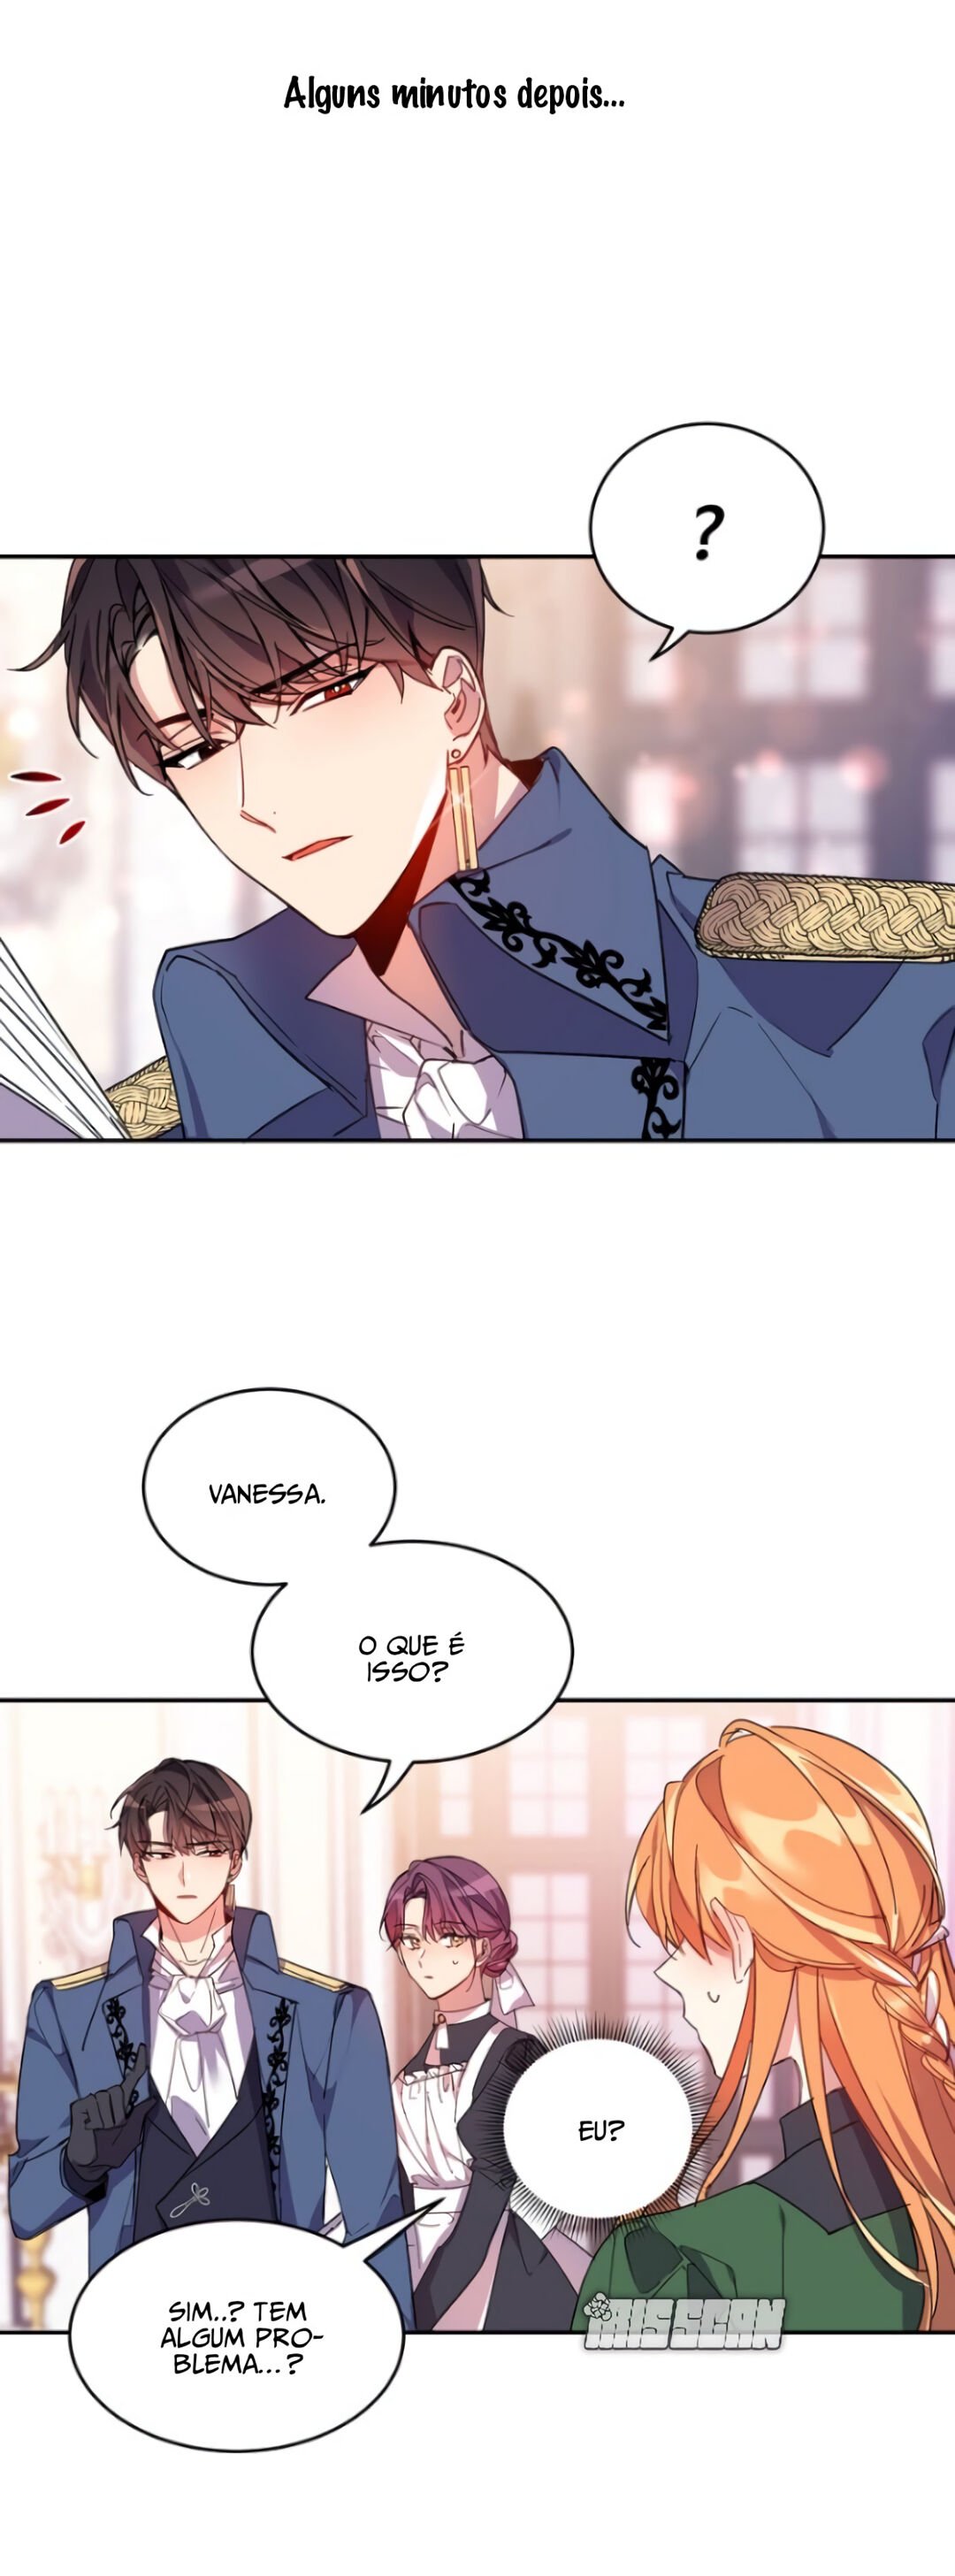 Alguns minutos depois...
?
VANESSA.
O QUE É
ISSO?
EU?
SIM..? TEM
ALGUM PRO-
BLEMA...?
IRIS SCAN